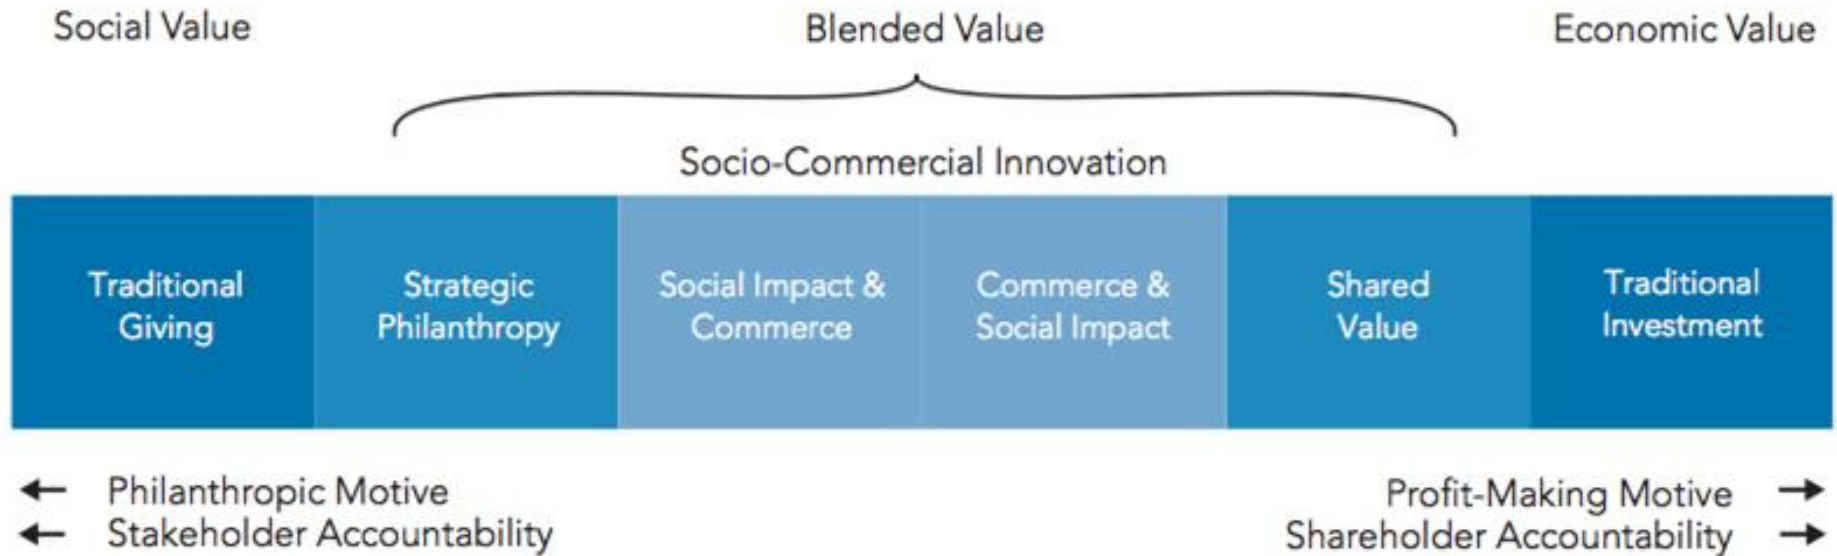 Social Value
Blended Value
Economic Value
Socio-Commercial Innovation
Traditional
Giving
Strategic
Philanthropy
Social Impact &
Commerce
Commerce &
Social Impact
Shared
Value
Traditional
Investment
← Philanthropic Motive
← Stakeholder Accountability
Profit-Making Motive →
Shareholder Accountability →